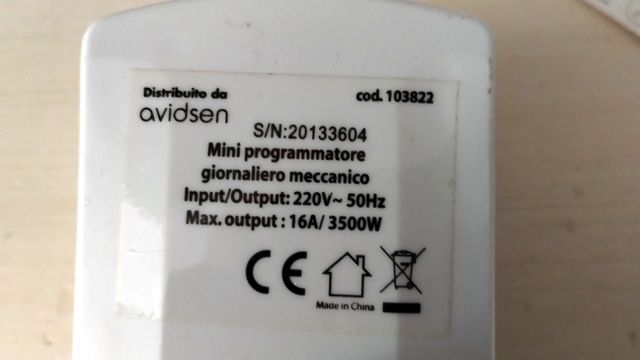 Distribuito da
avidsen
cod. 103822
S/N:20133604
Mini programmatore
giornaliero meccanico
Input/Output: 220V~ 50Hz
Max. output : 16A/ 3500W
CE
Made in China